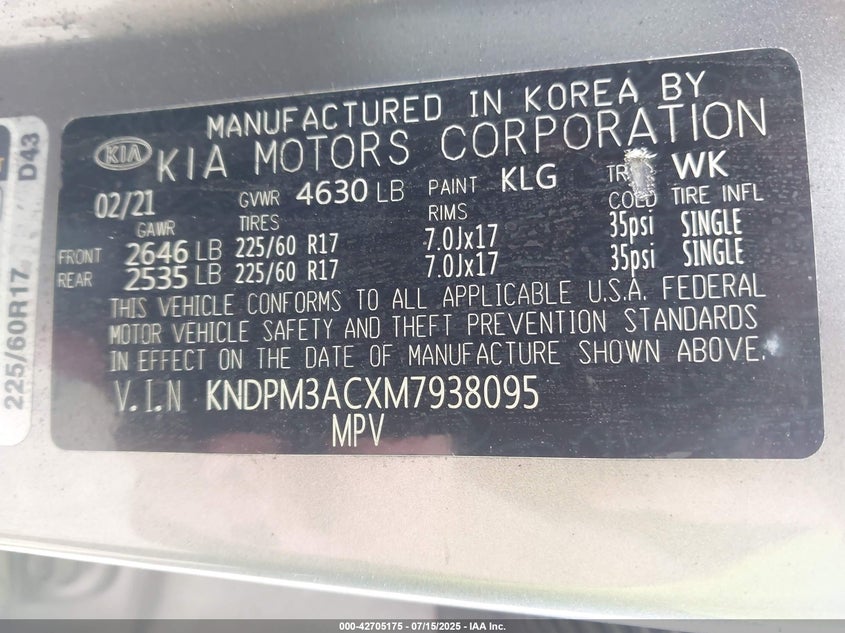 MANUFACTURED IN KOREA BY
KIA KIA MOTORS CORPORATION
02/21 GVWR 4630 LB PAINT KLG WK
GAWR TIRES RIMS COLD TIRE INFL
FRONT 2646 LB 225/60 R17 7.0Jx17 35psi SINGLE
REAR 2535 LB 225/60 R17 7.0Jx17 35psi SINGLE
THIS VEHICLE CONFORMS TO ALL APPLICABLE U.S.A. FEDERAL
MOTOR VEHICLE SAFETY AND THEFT PREVENTION STANDARDS
IN EFFECT ON THE DATE OF MANUFACTURE SHOWN ABOVE.
V.I.N KNDPM3ACXM7938095
MPV
D43
225/60R17
000-42705175 - 07/15/2025 - IAA Inc.